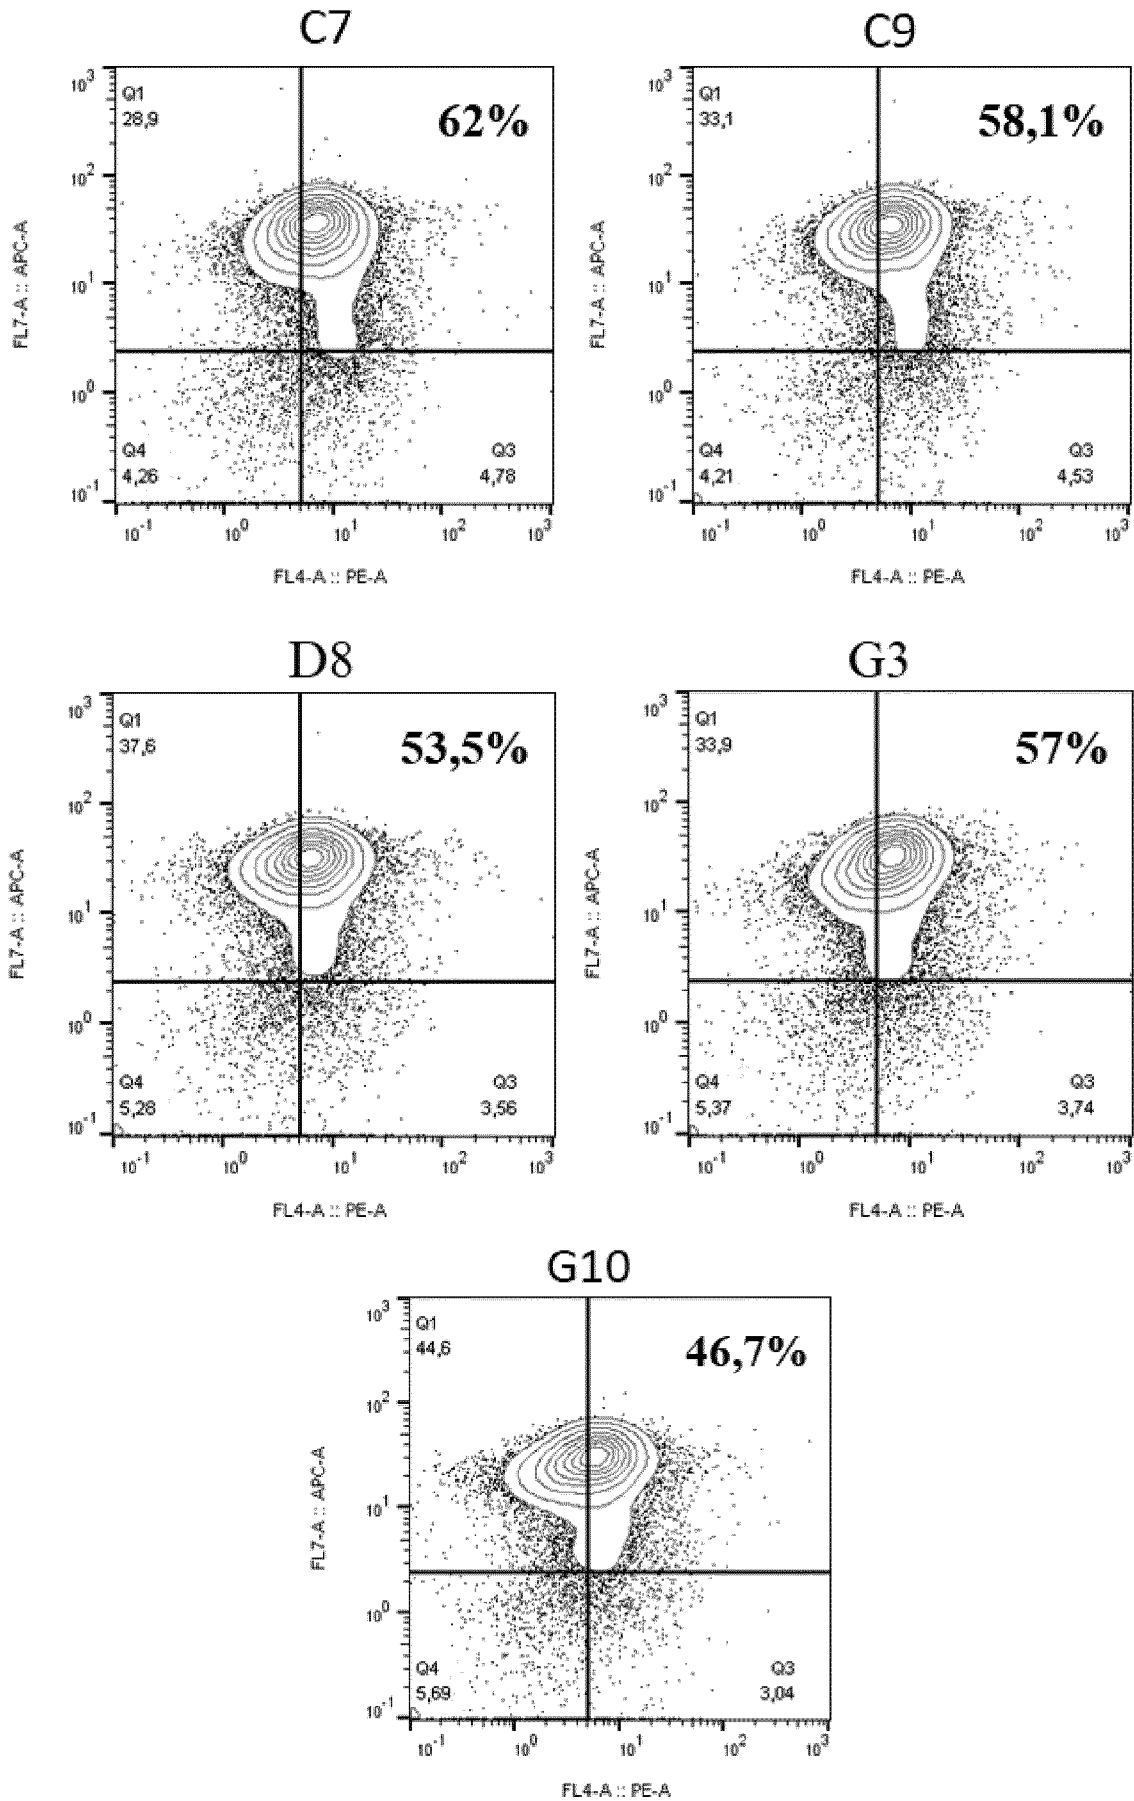 C7
10³
Q1
28,9
62%
10²
10¹
10⁰
Q4
4,26
Q3
4,78
10⁻¹
10⁻¹ 10⁰ 10¹ 10² 10³
FL7-A :: APC-A
FL4-A :: PE-A
C9
10³
Q1
33,1
58,1%
10²
10¹
10⁰
Q4
4,21
Q3
4,53
10⁻¹
10⁻¹ 10⁰ 10¹ 10² 10³
FL7-A :: APC-A
FL4-A :: PE-A
D8
10³
Q1
37,6
53,5%
10²
10¹
10⁰
Q4
5,26
Q3
3,56
10⁻¹
10⁻¹ 10⁰ 10¹ 10² 10³
FL7-A :: APC-A
FL4-A :: PE-A
G3
10³
Q1
33,9
57%
10²
10¹
10⁰
Q4
5,37
Q3
3,74
10⁻¹
10⁻¹ 10⁰ 10¹ 10² 10³
FL7-A :: APC-A
FL4-A :: PE-A
G10
10³
Q1
44,6
46,7%
10²
10¹
10⁰
Q4
5,69
Q3
3,04
10⁻¹
10⁻¹ 10⁰ 10¹ 10² 10³
FL7-A :: APC-A
FL4-A :: PE-A